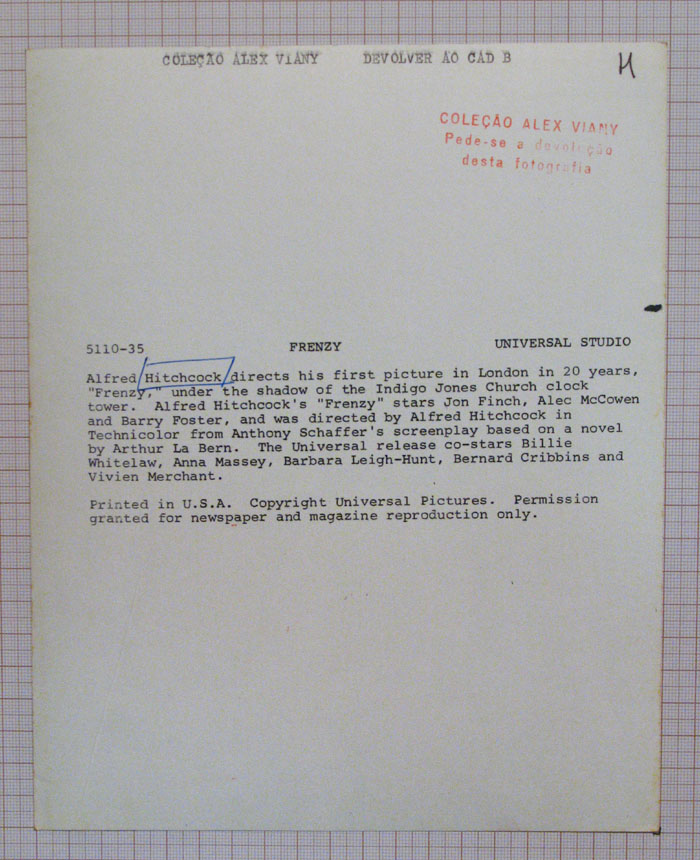 COLEÇÃO ALEX VIANY DEVOLVER AO CAD B
H
COLEÇÃO ALEX VIANY
Pede-se a devolução
desta fotografia
5110-35 FRENZY UNIVERSAL STUDIO
Alfred Hitchcock directs his first picture in London in 20 years,
"Frenzy," under the shadow of the Indigo Jones Church clock
tower. Alfred Hitchcock's "Frenzy" stars Jon Finch, Alec McCowen
and Barry Foster, and was directed by Alfred Hitchcock in
Technicolor from Anthony Schaffer's screenplay based on a novel
by Arthur La Bern. The Universal release co-stars Billie
Whitelaw, Anna Massey, Barbara Leigh-Hunt, Bernard Cribbins and
Vivien Merchant.
Printed in U.S.A. Copyright Universal Pictures. Permission
granted for newspaper and magazine reproduction only.